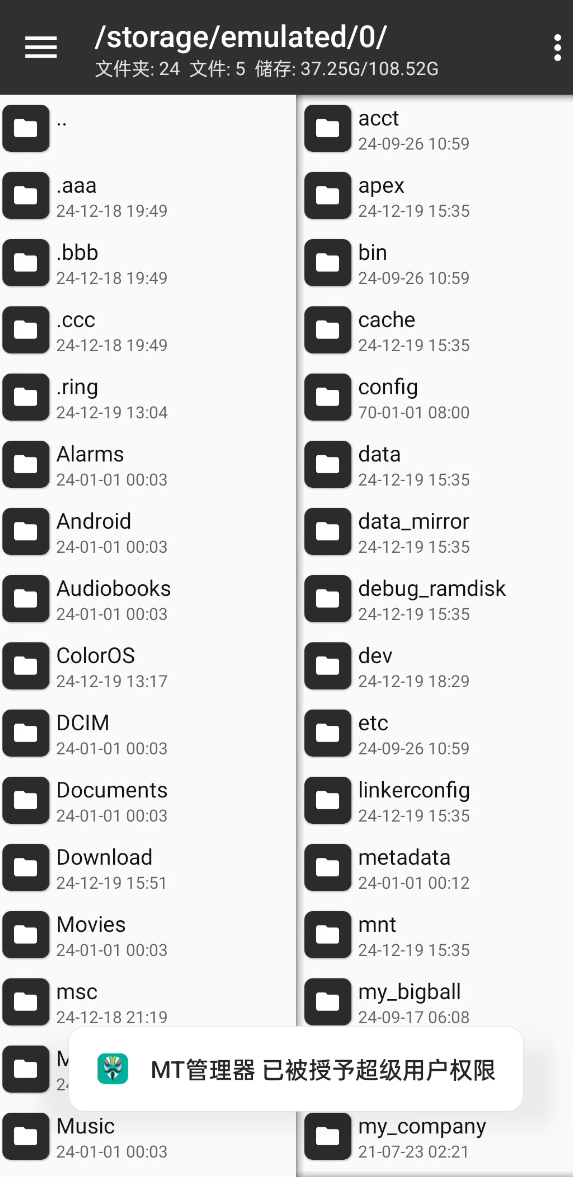 /storage/emulated/0/
文件夹: 24 文件: 5 储存: 37.25G/108.52G
..
.aaa
24-12-18 19:49
.bbb
24-12-18 19:49
.ccc
24-12-18 19:49
.ring
24-12-19 13:04
Alarms
24-01-01 00:03
Android
24-01-01 00:03
Audiobooks
24-01-01 00:03
ColorOS
24-12-19 13:17
DCIM
24-01-01 00:03
Documents
24-01-01 00:03
Download
24-12-19 15:51
Movies
24-01-01 00:03
msc
24-12-18 21:19
Music
24-01-01 00:03
acct
24-09-26 10:59
apex
24-12-19 15:35
bin
24-09-26 10:59
cache
24-12-19 15:35
config
70-01-01 08:00
data
24-12-19 15:35
data_mirror
24-12-19 15:35
debug_ramdisk
24-12-19 15:35
dev
24-12-19 18:29
etc
24-09-26 10:59
linkerconfig
24-12-19 15:35
metadata
24-01-01 00:12
mnt
24-12-19 15:35
my_bigball
24-09-17 06:08
my_company
21-07-23 02:21
MT管理器 已被授予超级用户权限